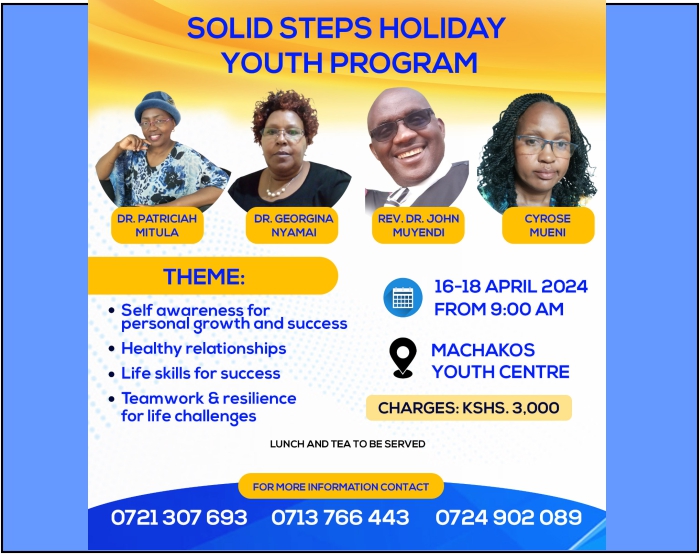 SOLID STEPS HOLIDAY
YOUTH PROGRAM
DR. PATRICIAH
MITULA
DR. GEORGINA
NYAMAI
REV. DR. JOHN
MUYENDI
CYROSE
MUENI
THEME:
• Self awareness for
personal growth and success
• Healthy relationships
• Life skills for success
• Teamwork & resilience
for life challenges
16-18 APRIL 2024
FROM 9:00 AM
MACHAKOS
YOUTH CENTRE
CHARGES: KSHS. 3,000
LUNCH AND TEA TO BE SERVED
FOR MORE INFORMATION CONTACT
0721 307 693 0713 766 443 0724 902 089